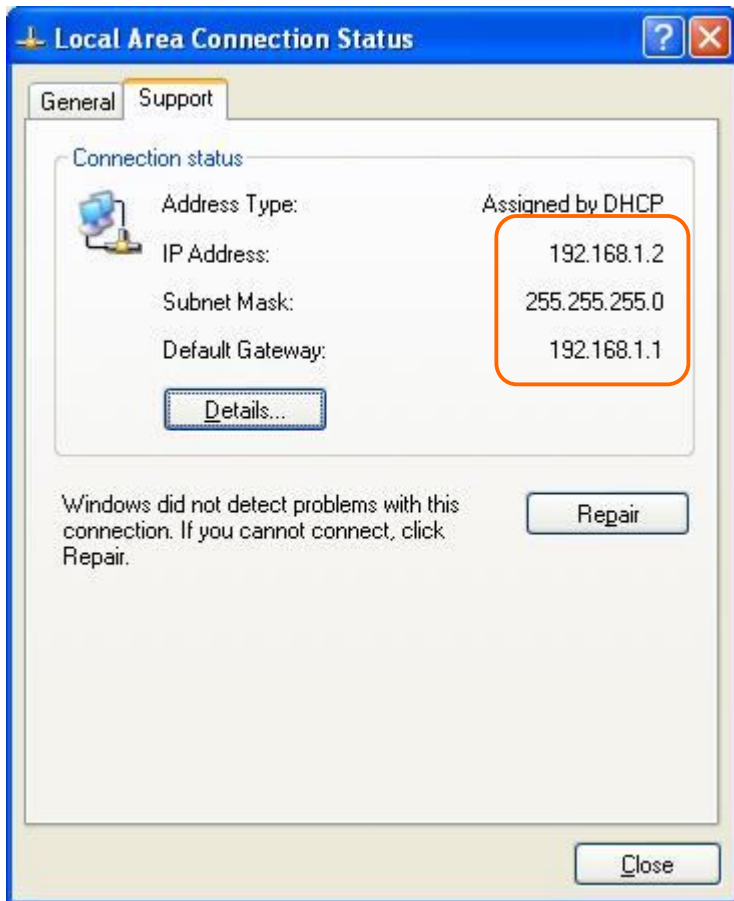 Local Area Connection Status
General Support
Connection status
Address Type: Assigned by DHCP
IP Address: 192.168.1.2
Subnet Mask: 255.255.255.0
Default Gateway: 192.168.1.1
Details...
Windows did not detect problems with this
connection. If you cannot connect, click
Repair.
Repair
Close